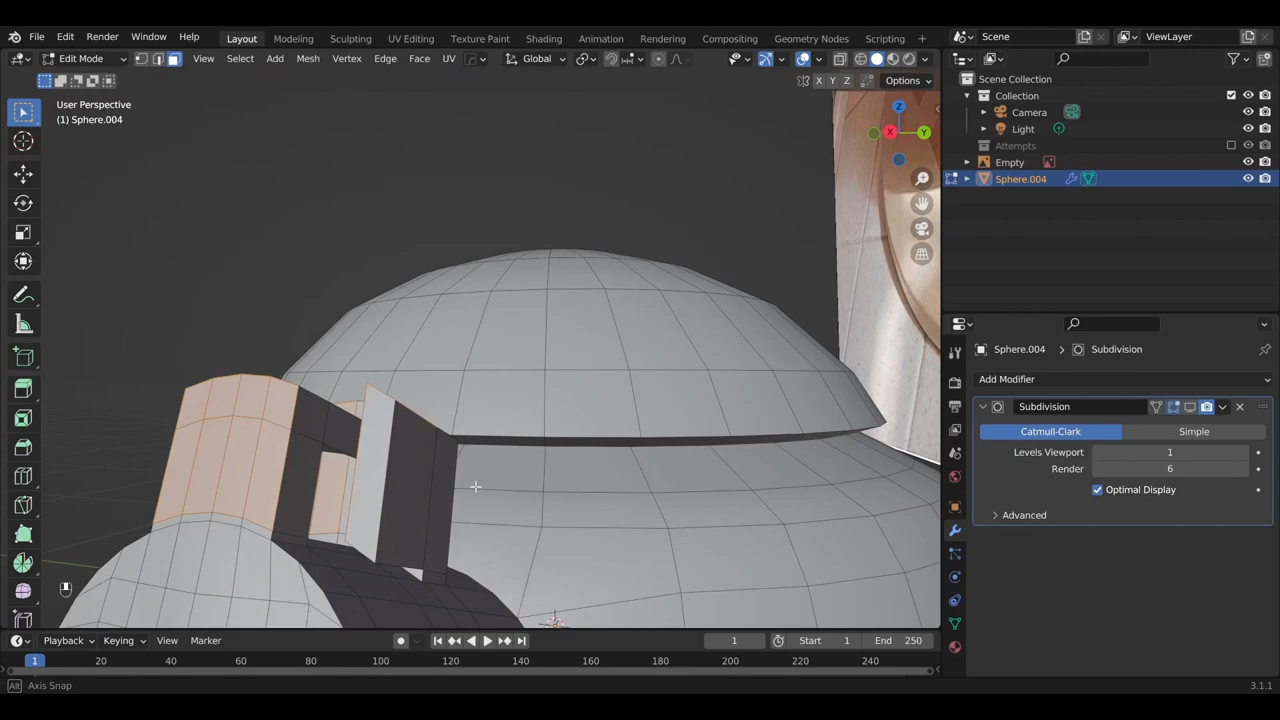 File Edit Render Window Help Layout Modeling Sculpting UV Editing Texture Paint Shading Animation Rendering Compositing Geometry Nodes Scripting + Scene ViewLayer
Edit Mode View Select Add Mesh Vertex Edge Face UV Global
X Y Z Options
User Perspective
(1) Sphere.004
Z
X
Y
Scene Collection
Collection
Camera
Light
Attempts
Empty
Sphere.004
Sphere.004 Subdivision
Add Modifier
Subdivision
Catmull-Clark Simple
Levels Viewport 1
Render 6
Optimal Display
Advanced
Playback Keying View Marker 1 Start 1 End 250
1 20 40 60 80 100 120 140 160 180 200 220 240
Alt Axis Snap 3.1.1